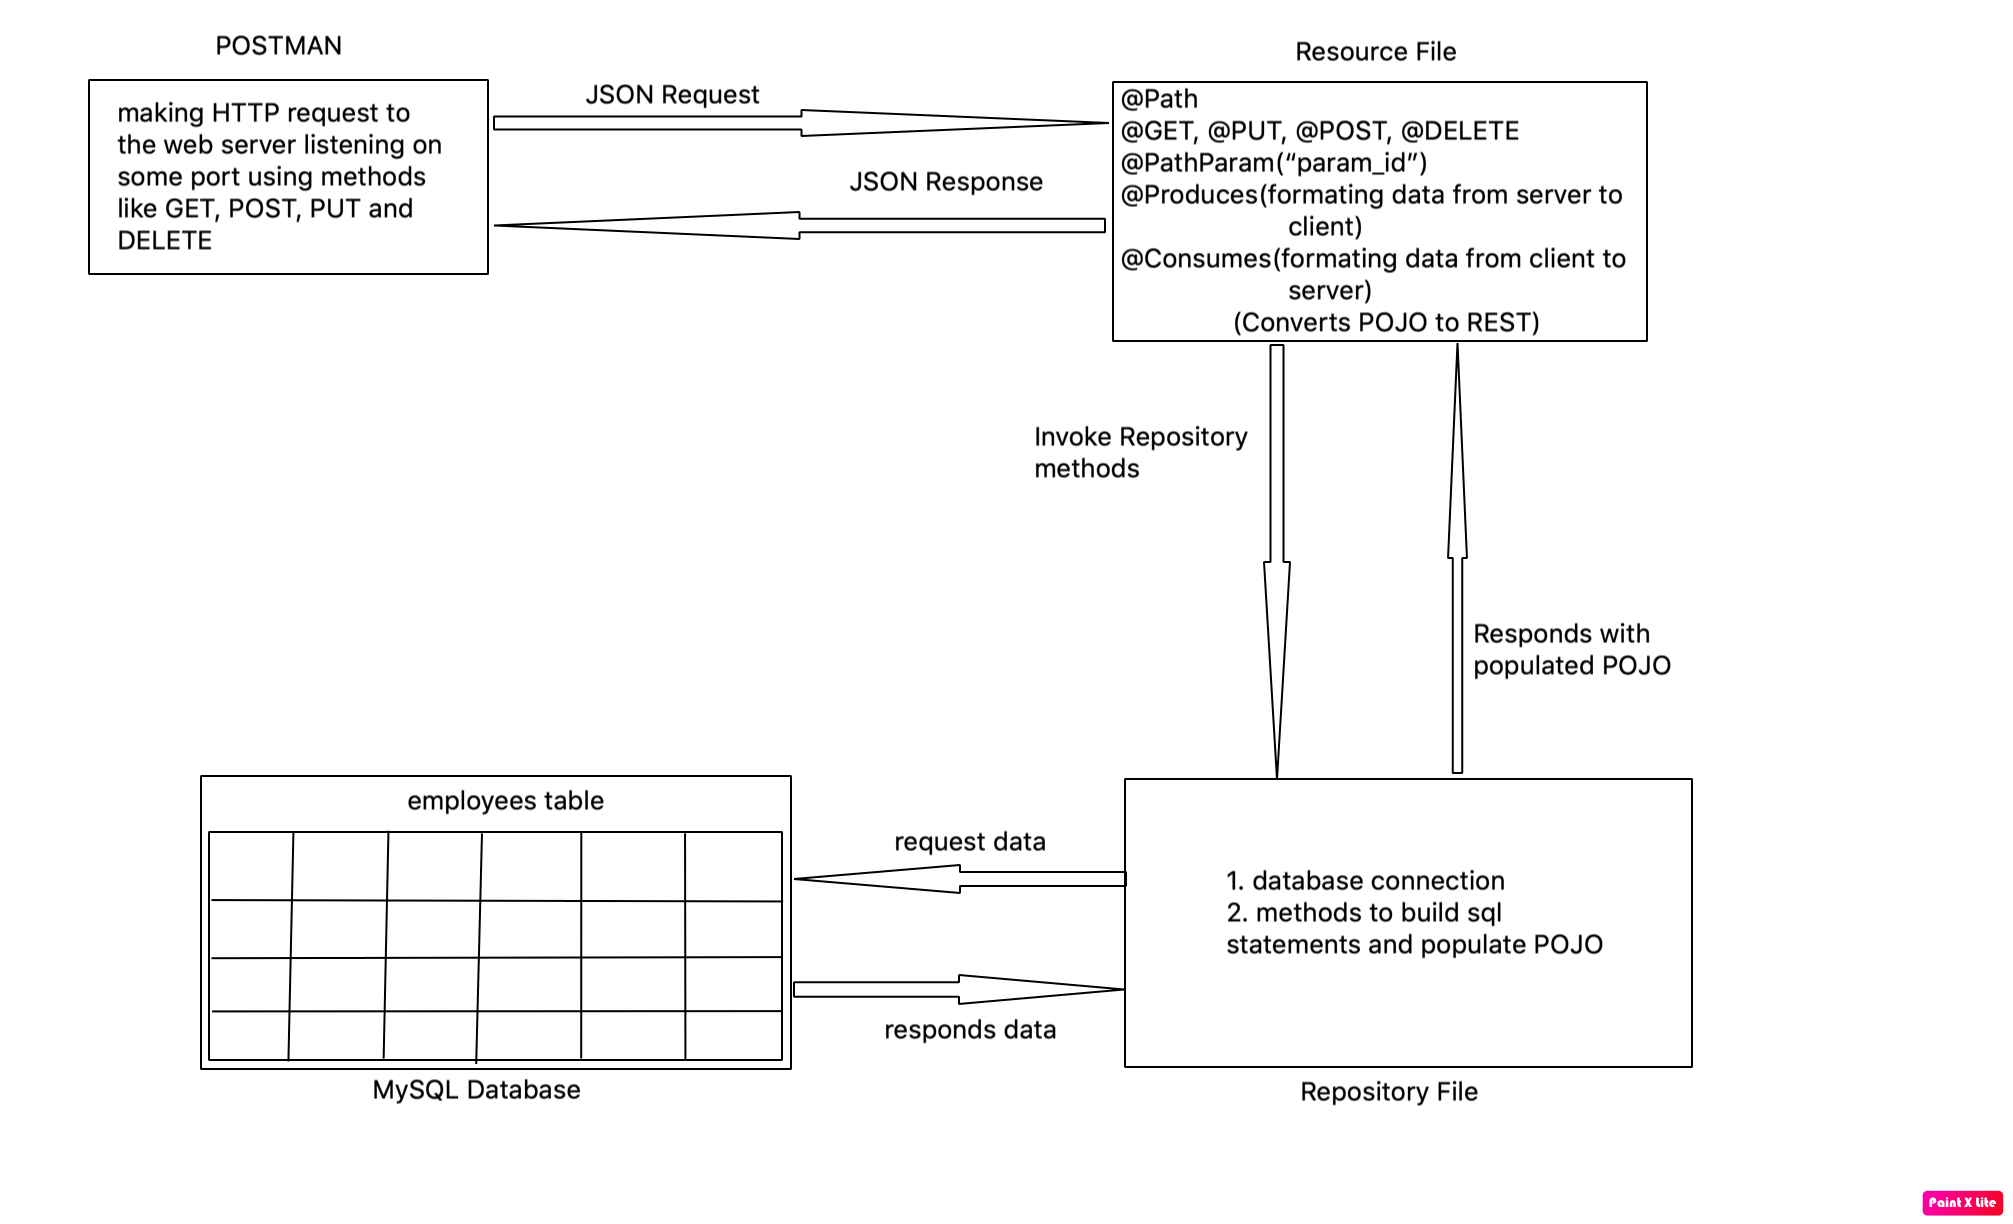 POSTMAN
making HTTP request to
the web server listening on
some port using methods
like GET, POST, PUT and
DELETE
JSON Request
JSON Response
Resource File
@Path
@GET, @PUT, @POST, @DELETE
@PathParam(“param_id”)
@Produces(formating data from server to
client)
@Consumes(formating data from client to
server)
(Converts POJO to REST)
Invoke Repository
methods
Responds with
populated POJO
employees table
MySQL Database
request data
responds data
1. database connection
2. methods to build sql
statements and populate POJO
Repository File
Paint X Lite